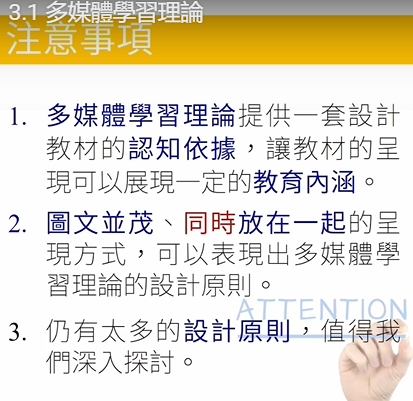 3.1 多媒體學習理論
注意事項
1. 多媒體學習理論提供一套設計
教材的認知依據，讓教材的呈
現可以展現一定的教育內涵。
2. 圖文並茂、同時放在一起的呈
現方式，可以表現出多媒體學
習理論的設計原則。
ATTENTION
3. 仍有太多的設計原則，值得我
們深入探討。